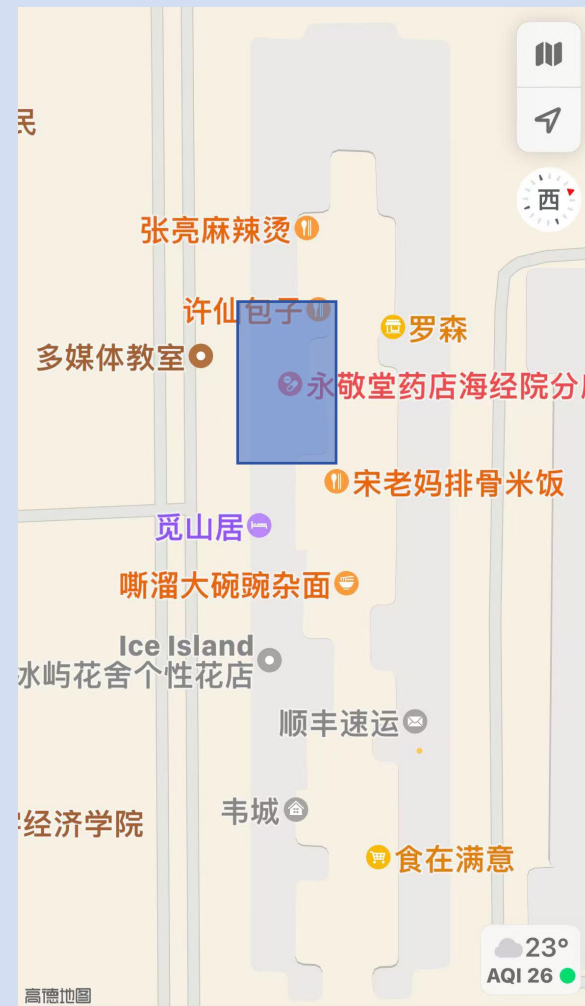 民
西
张亮麻辣烫
许仙包子
罗森
多媒体教室
永敬堂药店海经院分
宋老妈排骨米饭
觅山居
嘶溜大碗豌杂面
Ice Island
冰屿花舍个性花店
顺丰速运
韦城
经济学院
食在满意
23°
AQI 26
高德地图